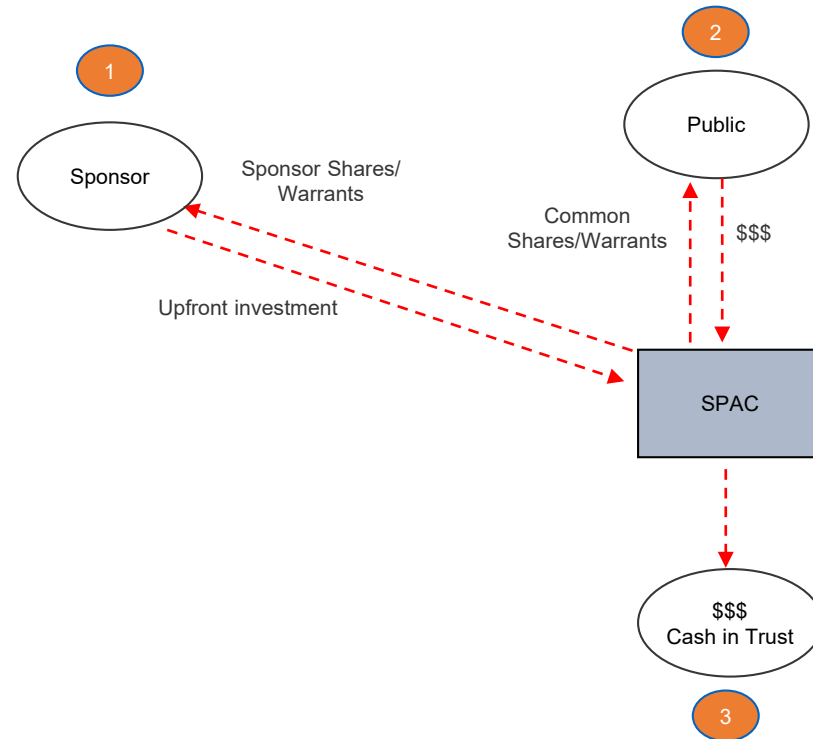 1
2
Public
Sponsor
Sponsor Shares/
Warrants
Common
Shares/Warrants
$$$
Upfront investment
SPAC
$$$
Cash in Trust
3